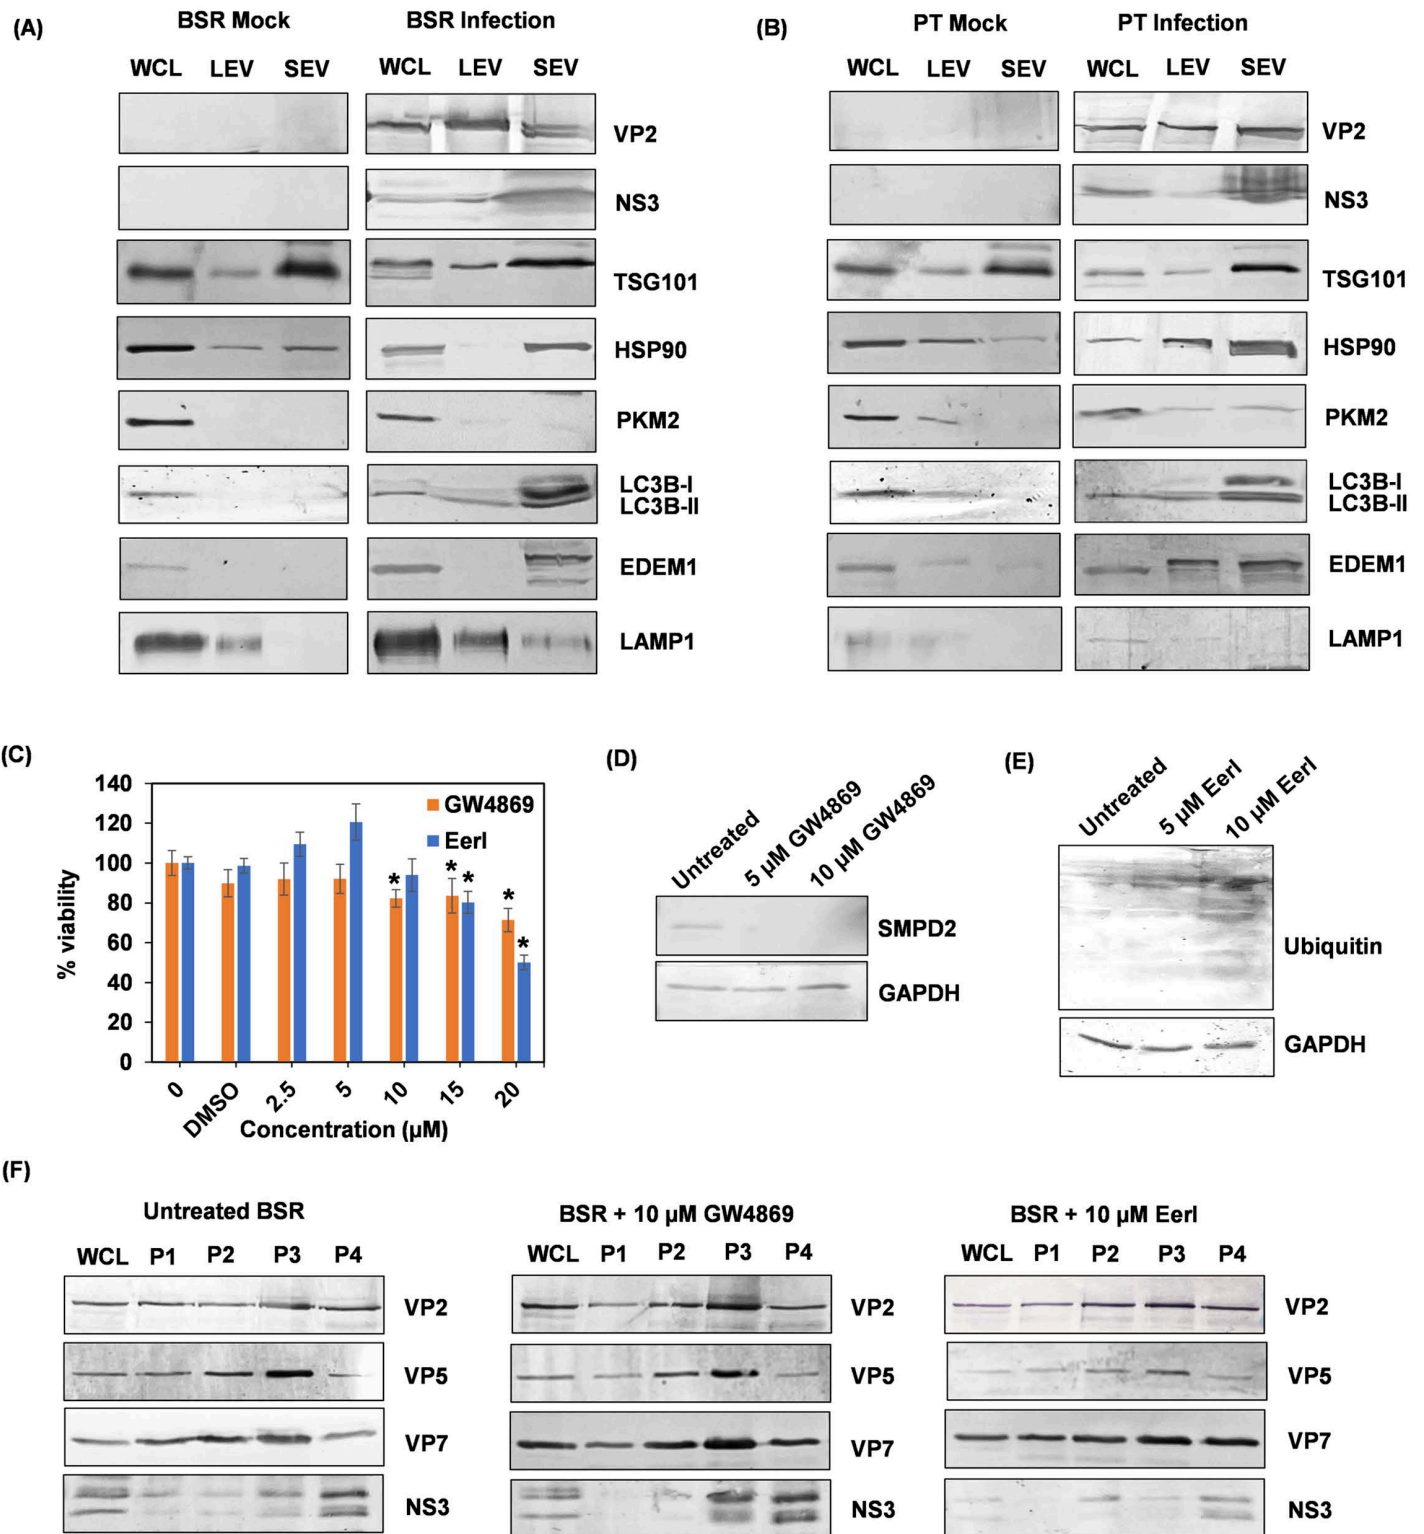 (A)
BSR Mock
BSR Infection
WCL LEV SEV
WCL LEV SEV
VP2
NS3
TSG101
HSP90
PKM2
LC3B-I
LC3B-II
EDEM1
LAMP1
(B)
PT Mock
PT Infection
WCL LEV SEV
WCL LEV SEV
VP2
NS3
TSG101
HSP90
PKM2
LC3B-I
LC3B-II
EDEM1
LAMP1
(C)
% viability
140
120
100
80
60
40
20
0
GW4869
EerI
* * * * *
0 DMSO 2.5 5 10 15 20
Concentration (µM)
(D)
Untreated
5 µM GW4869
10 µM GW4869
SMPD2
GAPDH
(E)
Untreated
5 µM EerI
10 µM EerI
Ubiquitin
GAPDH
(F)
Untreated BSR
WCL P1 P2 P3 P4
VP2
VP5
VP7
NS3
BSR + 10 µM GW4869
WCL P1 P2 P3 P4
VP2
VP5
VP7
NS3
BSR + 10 µM EerI
WCL P1 P2 P3 P4
VP2
VP5
VP7
NS3